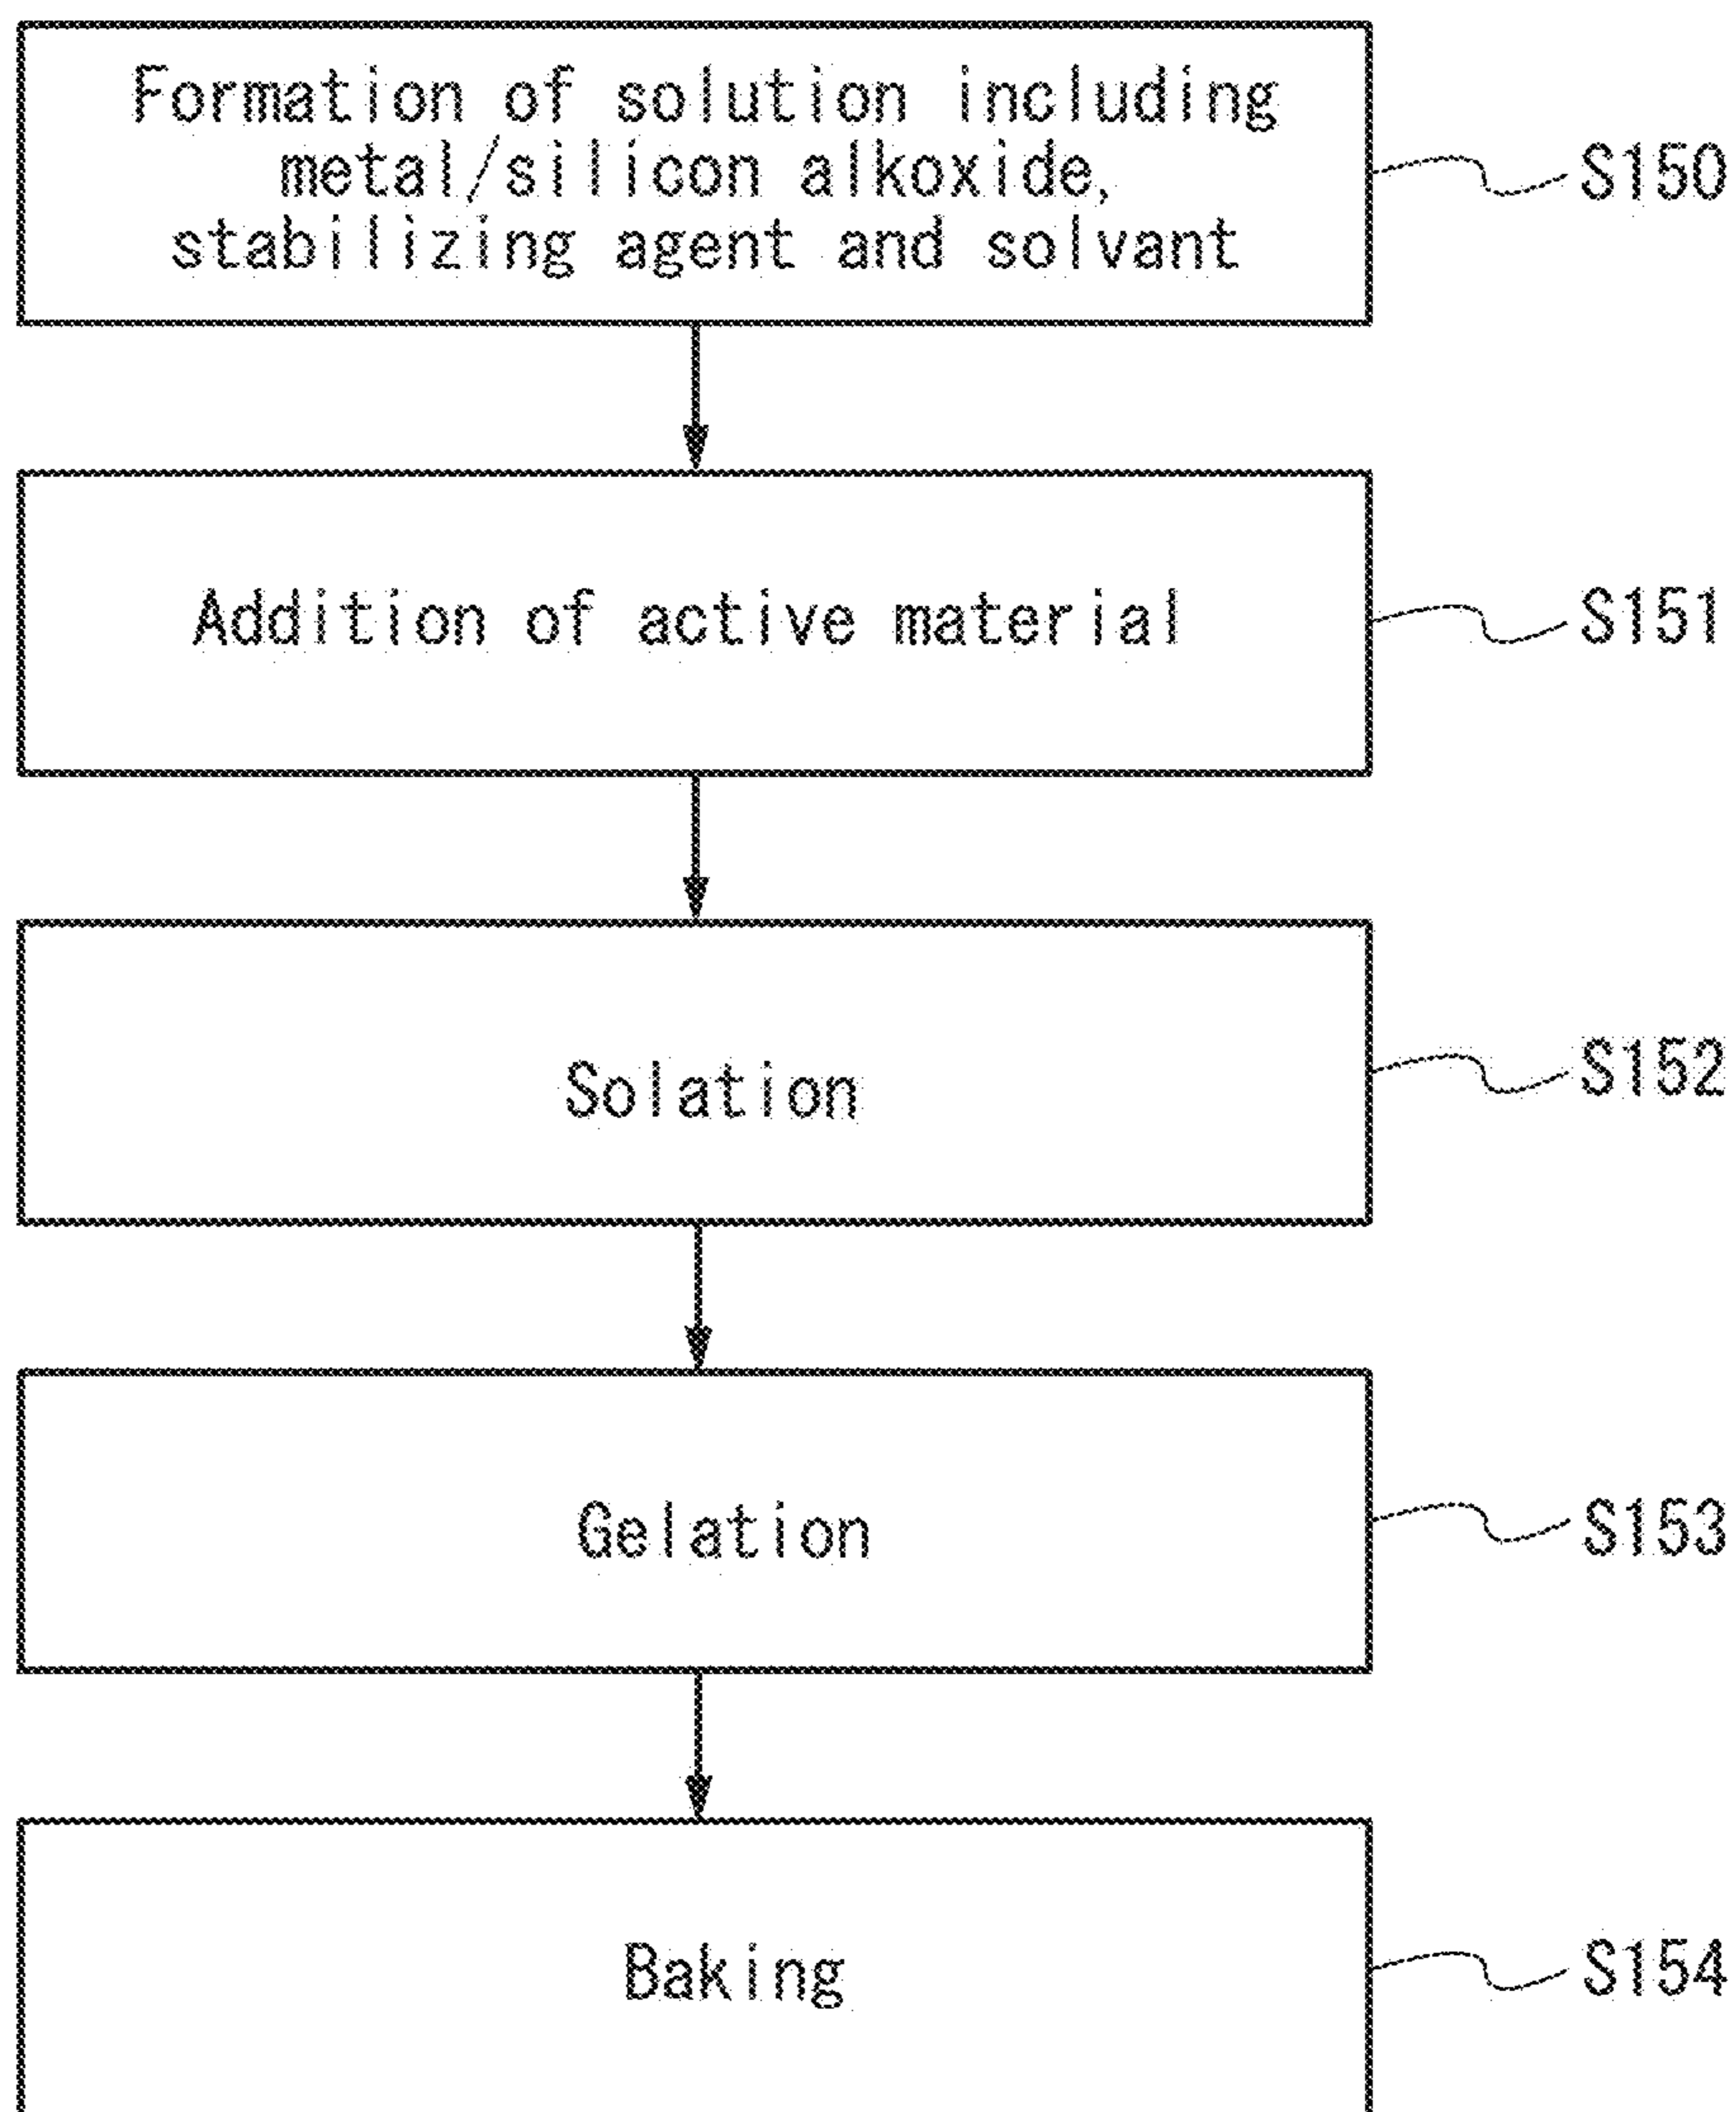 Formation of solution including
metal/silicon alkoxide,
stabilizing agent and solvant
S150
Addition of active material
S151
Solation
S152
Gelation
S153
Baking
S154